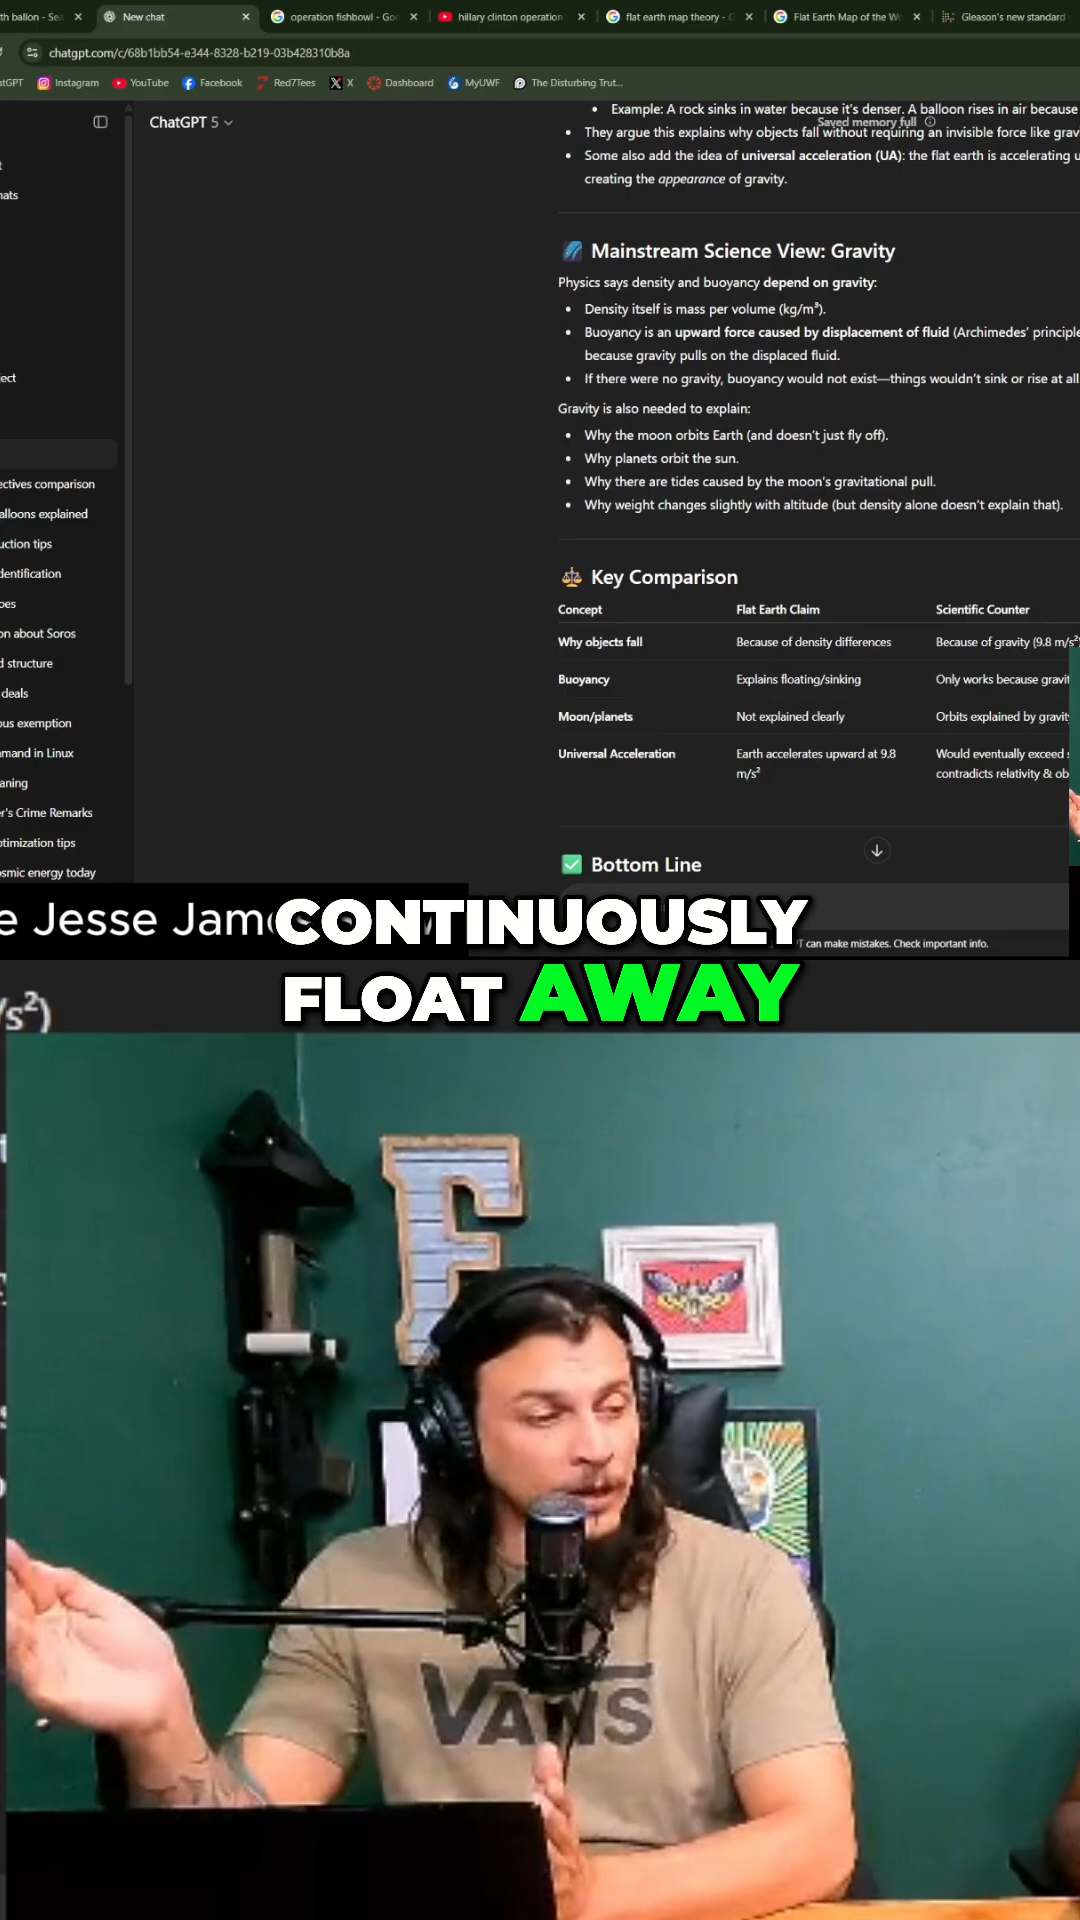 th ballon - Sea
New chat
operation fishbowl - Goo
hillary clinton operation
flat earth map theory - G
Flat Earth Map of the Wo
Gleason's new standard
chatgpt.com/c/68b1bb54-e344-8328-b219-03b428310b8a
tGPT
Instagram
YouTube
Facebook
Red7Tees
X
Dashboard
MyUWF
The Disturbing Trut...
ChatGPT 5
Saved memory full
• Example: A rock sinks in water because it's denser. A balloon rises in air because
• They argue this explains why objects fall without requiring an invisible force like grav
• Some also add the idea of universal acceleration (UA): the flat earth is accelerating u
creating the appearance of gravity.
Mainstream Science View: Gravity
Physics says density and buoyancy depend on gravity:
• Density itself is mass per volume (kg/m³).
• Buoyancy is an upward force caused by displacement of fluid (Archimedes' principle
because gravity pulls on the displaced fluid.
• If there were no gravity, buoyancy would not exist—things wouldn't sink or rise at all.
Gravity is also needed to explain:
• Why the moon orbits Earth (and doesn't just fly off).
• Why planets orbit the sun.
• Why there are tides caused by the moon's gravitational pull.
• Why weight changes slightly with altitude (but density alone doesn't explain that).
Key Comparison
Concept Flat Earth Claim Scientific Counter
Why objects fall Because of density differences Because of gravity (9.8 m/s²)
Buoyancy Explains floating/sinking Only works because gravit
Moon/planets Not explained clearly Orbits explained by gravity
Universal Acceleration Earth accelerates upward at 9.8 Would eventually exceed s
m/s² contradicts relativity & ob
Bottom Line
T can make mistakes. Check important info.
t
hats
ject
ectives comparison
alloons explained
uction tips
dentification
oes
on about Soros
d structure
deals
ous exemption
mand in Linux
aning
er's Crime Remarks
otimization tips
osmic energy today
e Jesse Jam
CONTINUOUSLY
FLOAT AWAY
/s²)
F
VANS